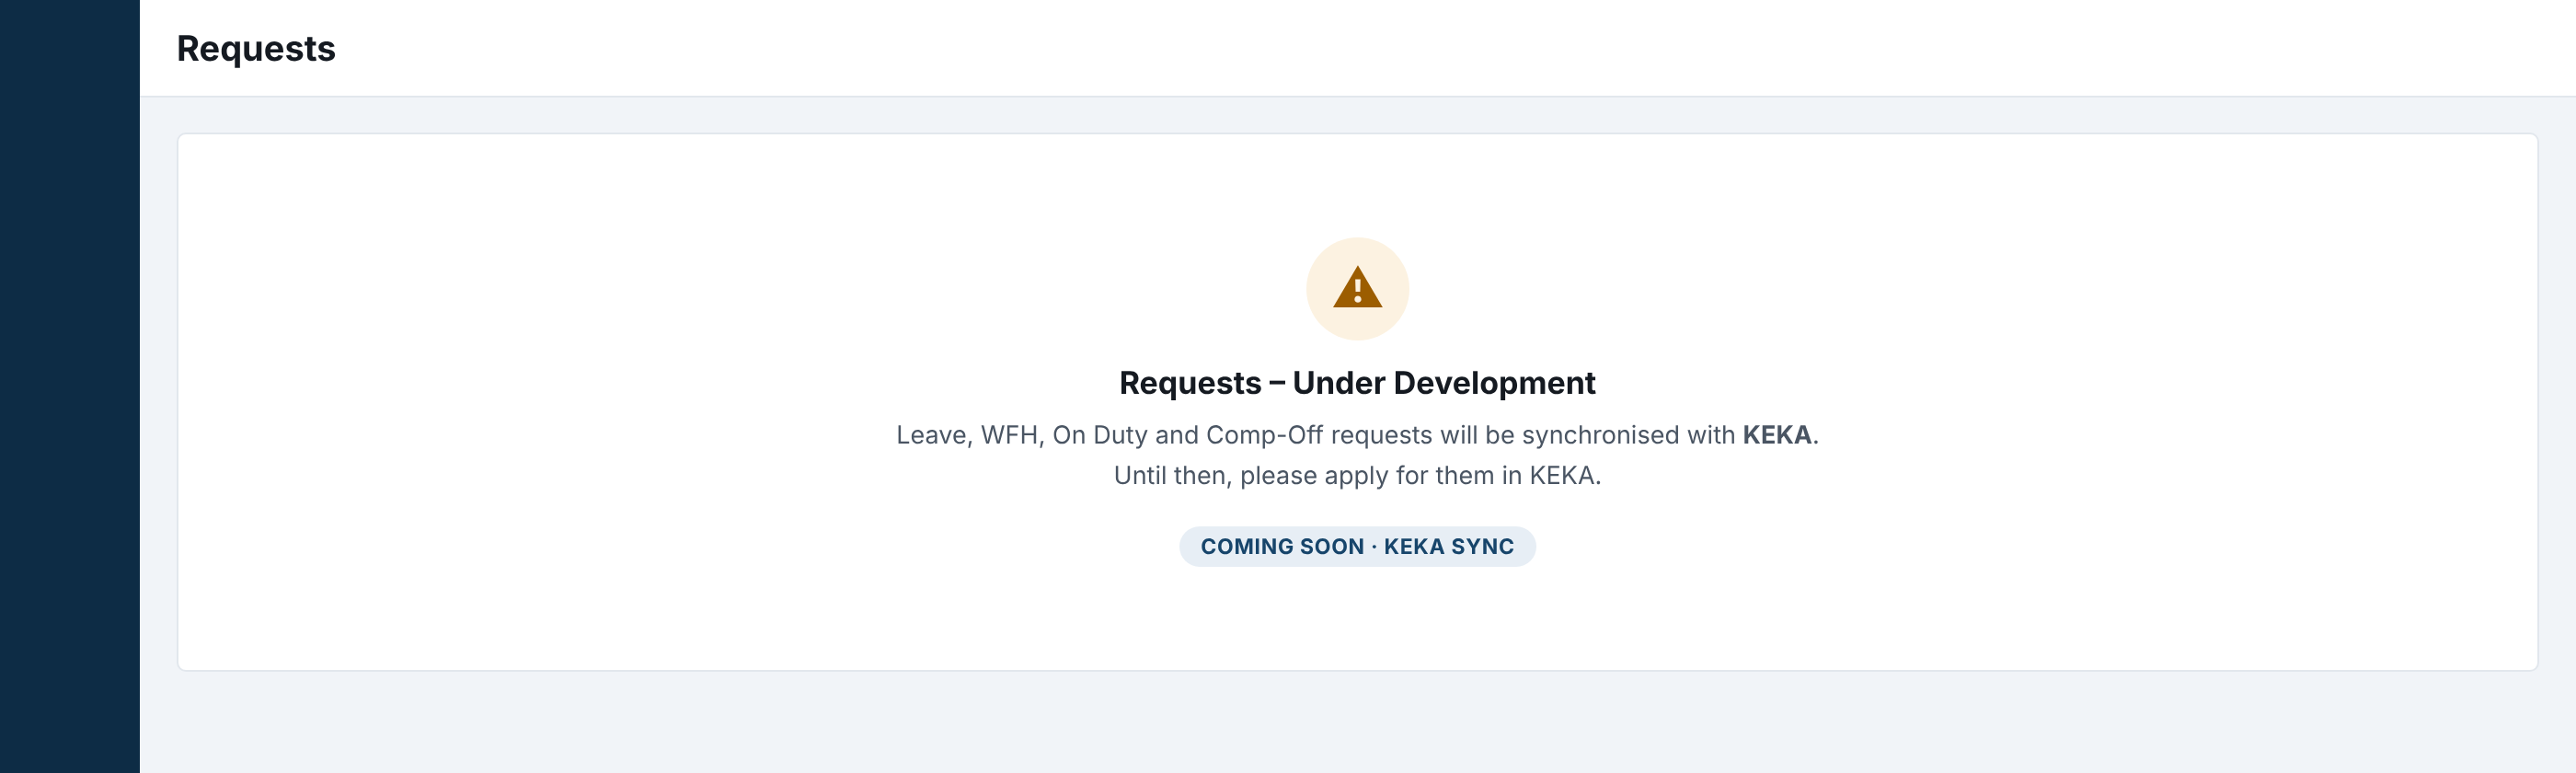 Requests
Requests – Under Development
Leave, WFH, On Duty and Comp-Off requests will be synchronised with KEKA.
Until then, please apply for them in KEKA.
COMING SOON · KEKA SYNC